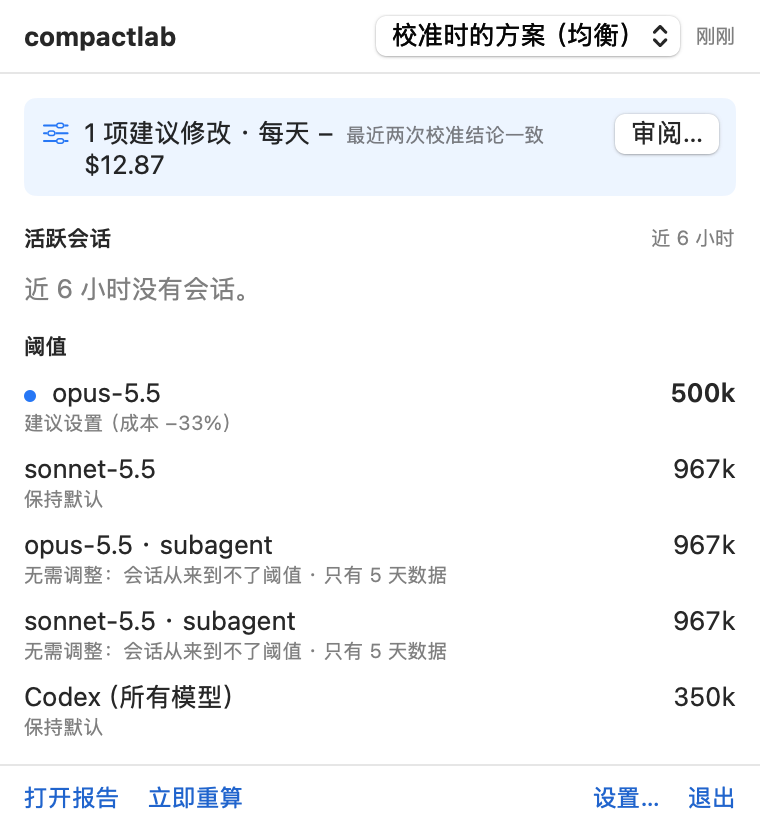 compactlab 校准时的方案（均衡） 刚刚
1 项建议修改 · 每天 − 最近两次校准结论一致 审阅...
$12.87
活跃会话 近 6 小时
近 6 小时没有会话。
阈值
opus-5.5 500k
建议设置（成本 −33%）
sonnet-5.5 967k
保持默认
opus-5.5 · subagent 967k
无需调整：会话从来到不了阈值 · 只有 5 天数据
sonnet-5.5 · subagent 967k
无需调整：会话从来到不了阈值 · 只有 5 天数据
Codex (所有模型） 350k
保持默认
打开报告 立即重算 设置... 退出